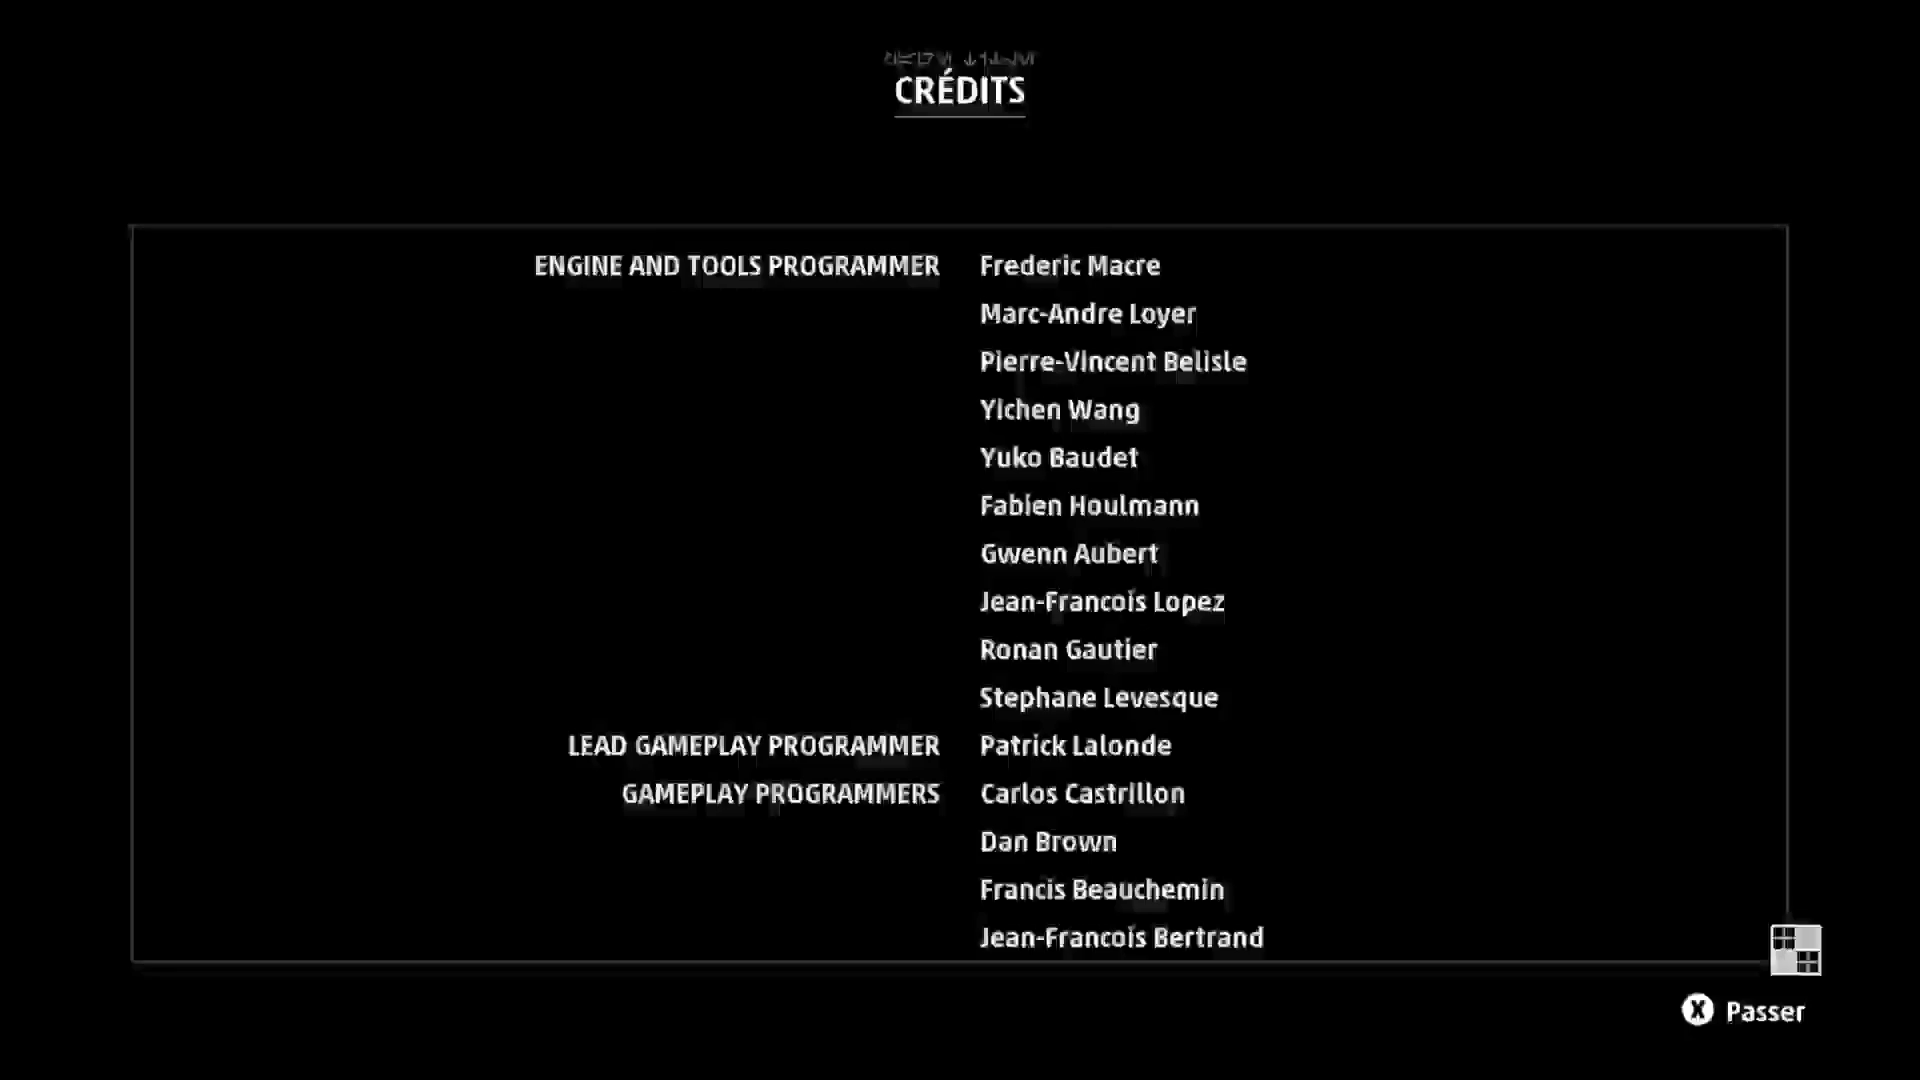 CRÉDITS
ENGINE AND TOOLS PROGRAMMER Frederic Macre
Marc-Andre Loyer
Pierre-Vincent Belisle
Yichen Wang
Yuko Baudet
Fabien Houlmann
Gwenn Aubert
Jean-Francois Lopez
Ronan Gautier
Stephane Levesque
LEAD GAMEPLAY PROGRAMMER Patrick Lalonde
GAMEPLAY PROGRAMMERS Carlos Castrillon
Dan Brown
Francis Beauchemin
Jean-Francois Bertrand
X Passer